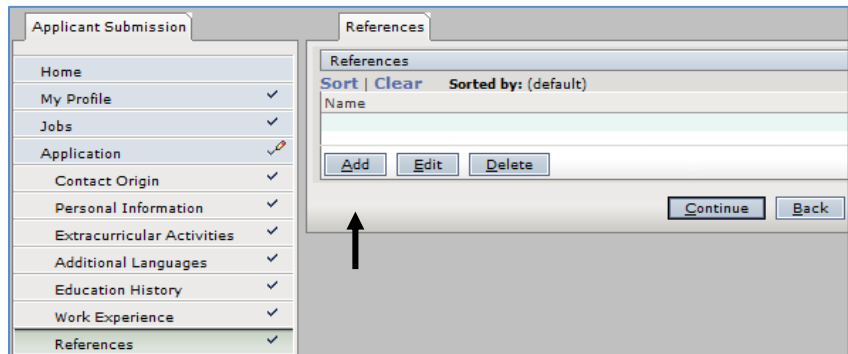 Applicant Submission
Home
My Profile
Jobs
Application
Contact Origin
Personal Information
Extracurricular Activities
Additional Languages
Education History
Work Experience
References
References
References
Sort | Clear Sorted by: (default)
Name
Add Edit Delete
Continue Back